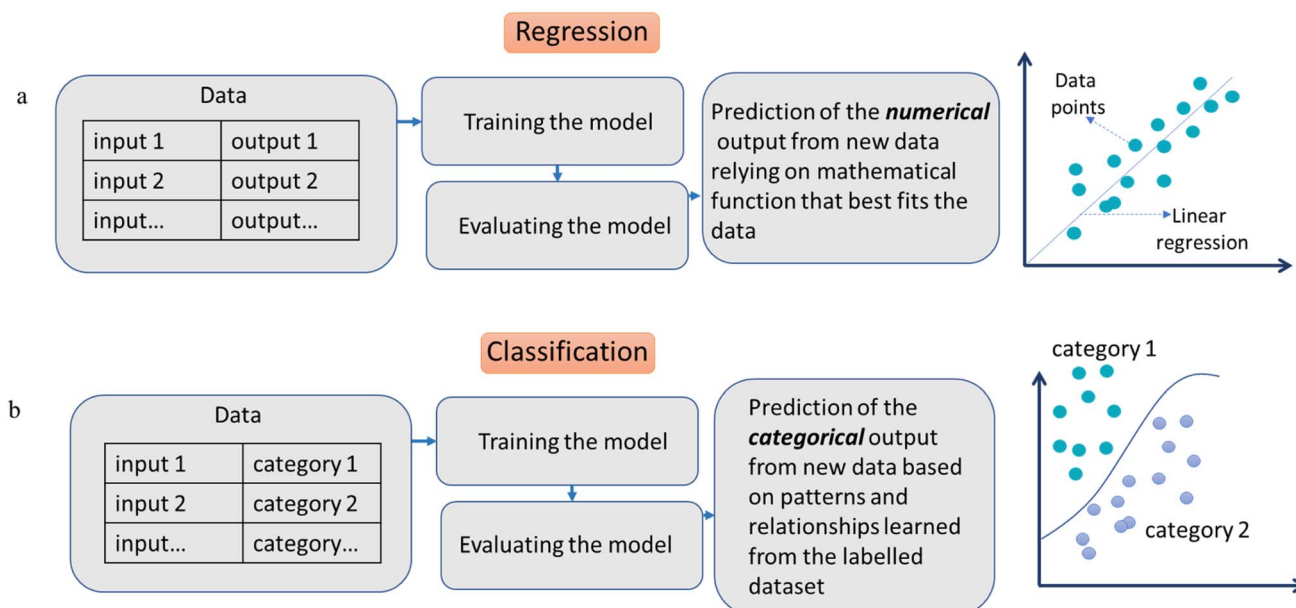 Regression
a
Data
input 1 output 1
input 2 output 2
input... output...
Training the model
Evaluating the model
Prediction of the numerical
output from new data
relying on mathematical
function that best fits the
data
Data
points
Linear
regression
Classification
b
Data
input 1 category 1
input 2 category 2
input... category...
Training the model
Evaluating the model
Prediction of the
categorical output
from new data based
on patterns and
relationships learned
from the labelled
dataset
category 1
category 2